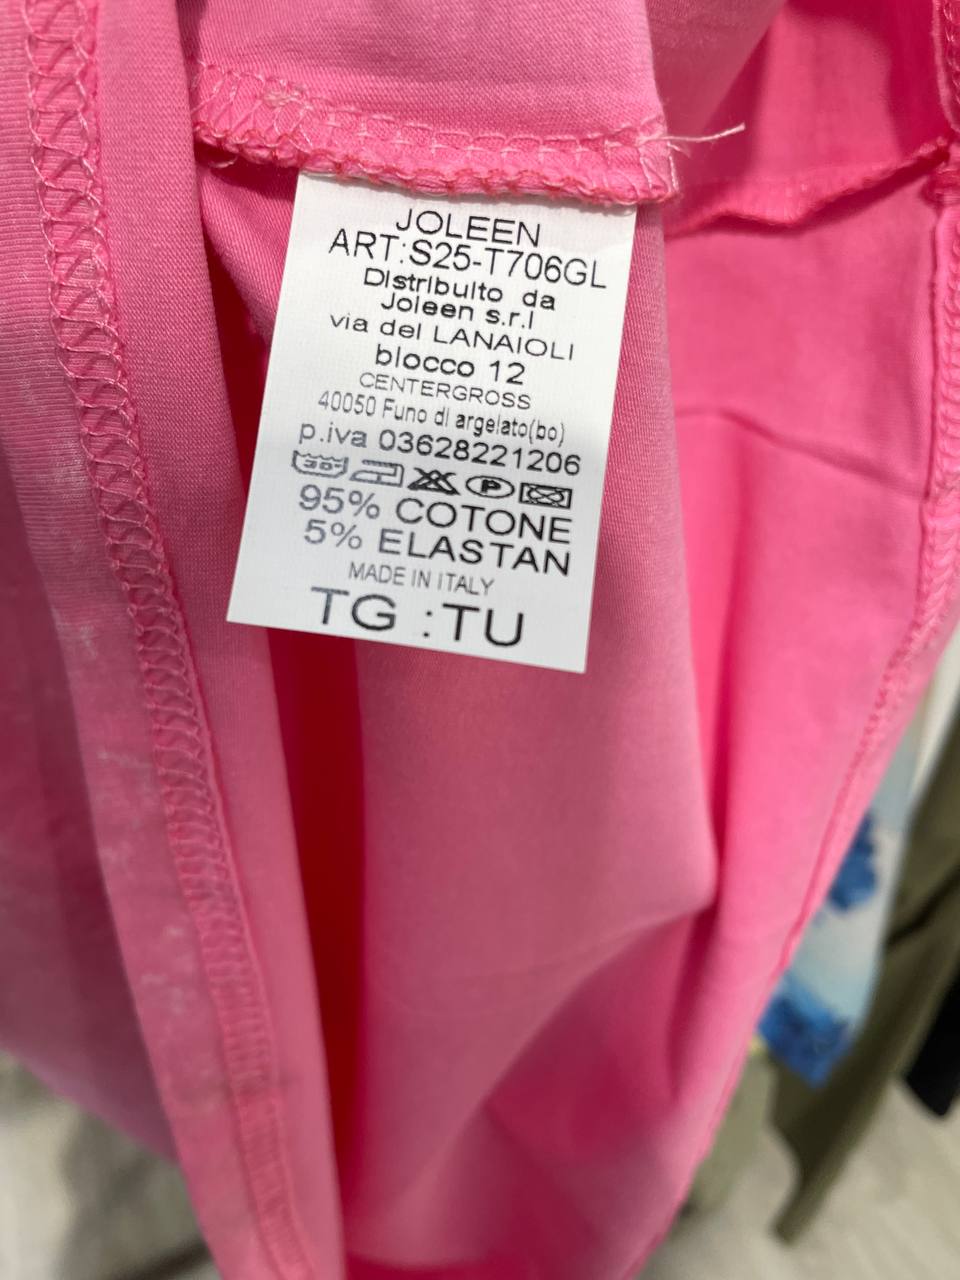 JOLEEN
ART:S25-T706GL
Distribuito da
Joleen s.r.l
via del LANAIOLI
blocco 12
CENTERGROSS
40050 Funo di argelato(bo)
p.iva 03628221206
30° P
95% COTONE
5% ELASTAN
MADE IN ITALY
TG :TU